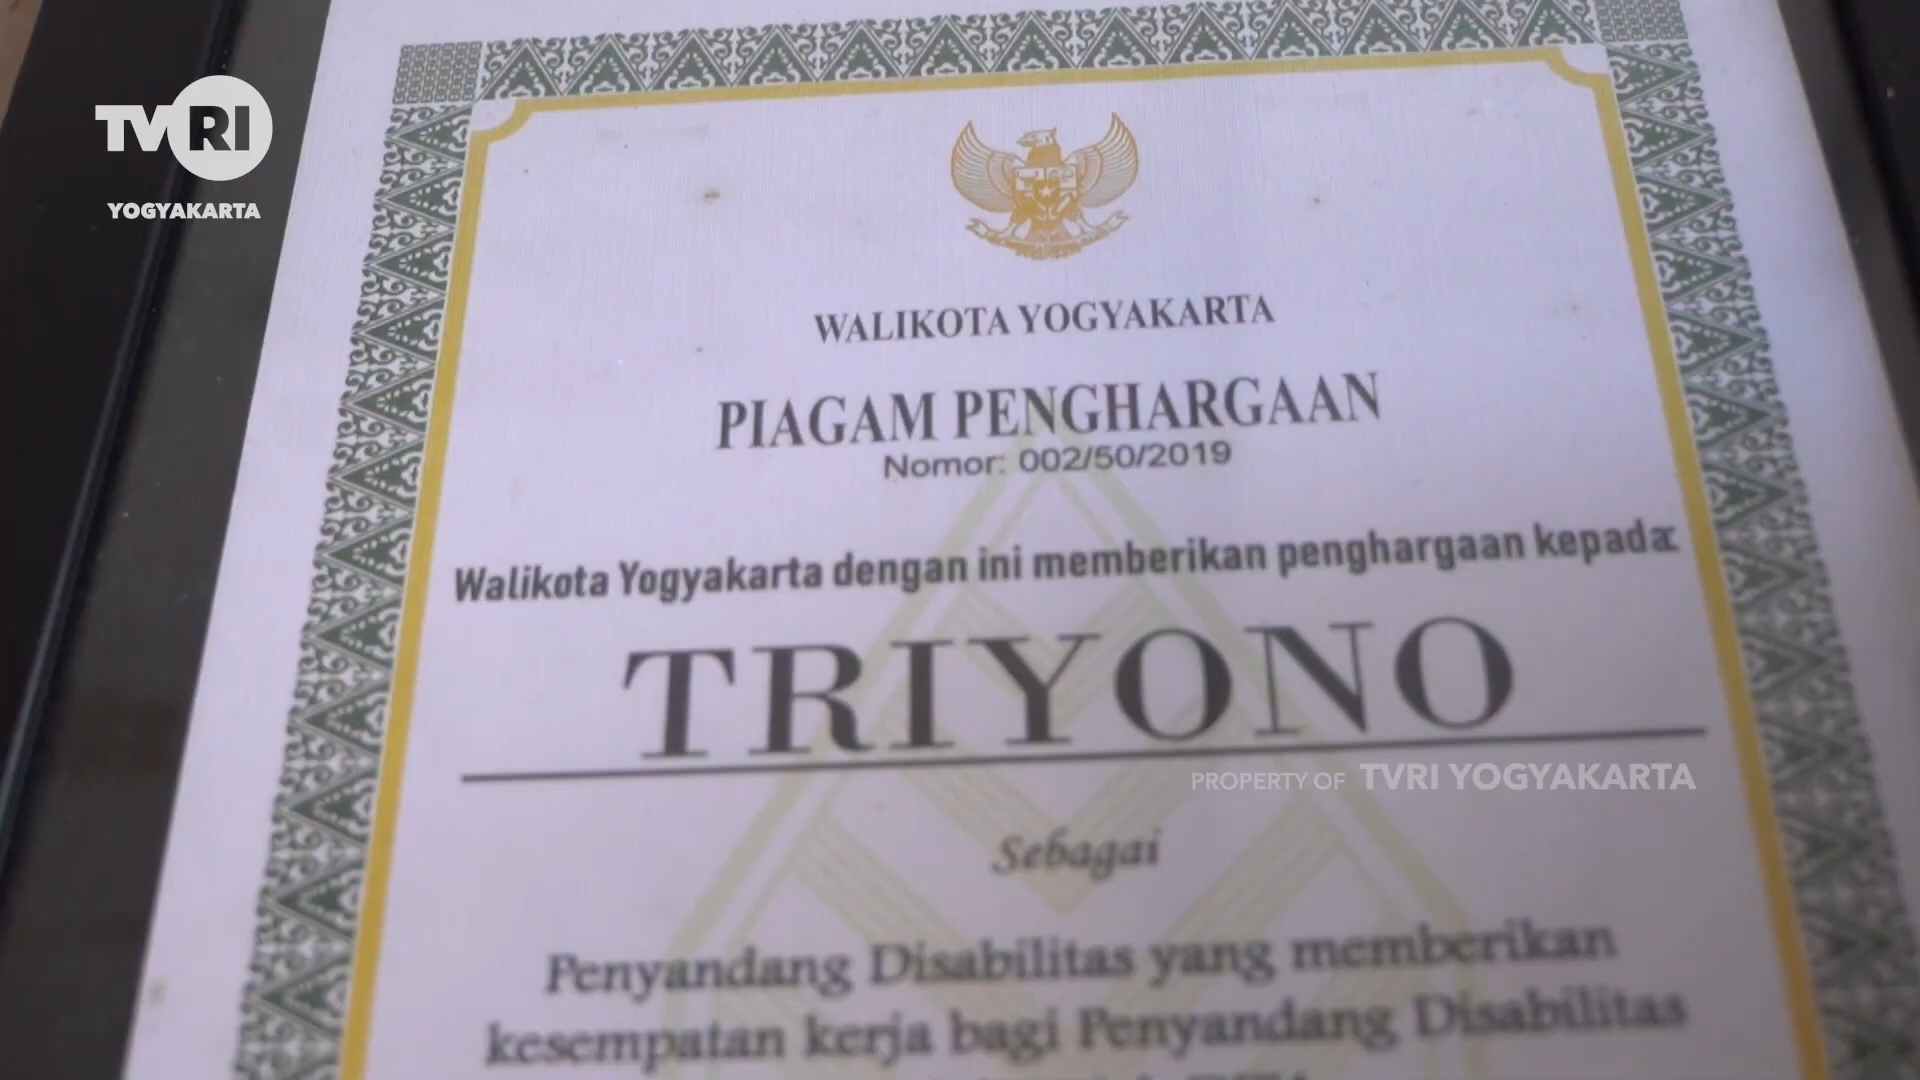 TVRI
YOGYAKARTA
WALIKOTA YOGYAKARTA
PIAGAM PENGHARGAAN
Nomor: 002/50/2019
Walikota Yogyakarta dengan ini memberikan penghargaan kepada:
TRIYONO
PROPERTY OF TVRI YOGYAKARTA
Sebagai
Penyandang Disabilitas yang memberikan
kesempatan kerja bagi Penyandang Disabilitas